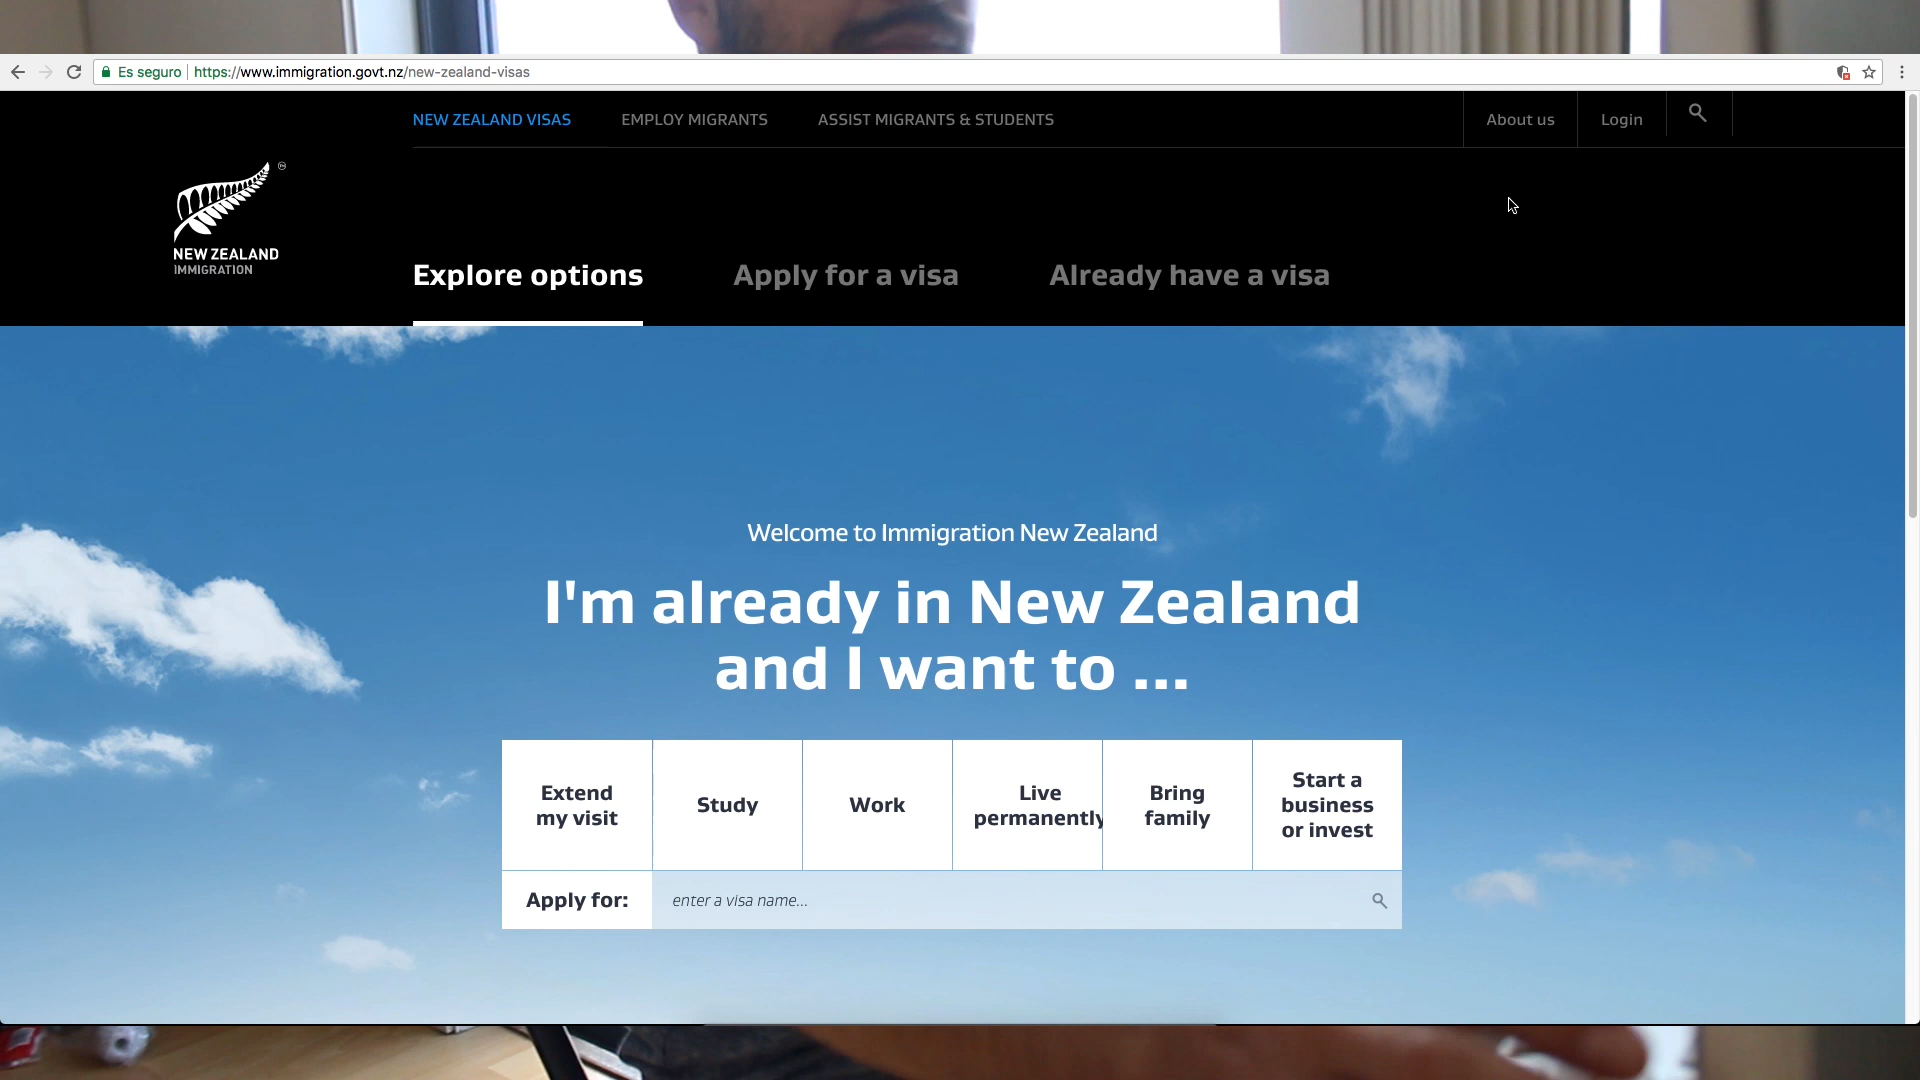 Es seguro https://www.immigration.govt.nz/new-zealand-visas
NEW ZEALAND VISAS EMPLOY MIGRANTS ASSIST MIGRANTS & STUDENTS About us Login
NEW ZEALAND
IMMIGRATION
Explore options Apply for a visa Already have a visa
Welcome to Immigration New Zealand
I'm already in New Zealand
and I want to ...
Extend
my visit
Study
Work
Live
permanently
Bring
family
Start a
business
or invest
Apply for: enter a visa name...